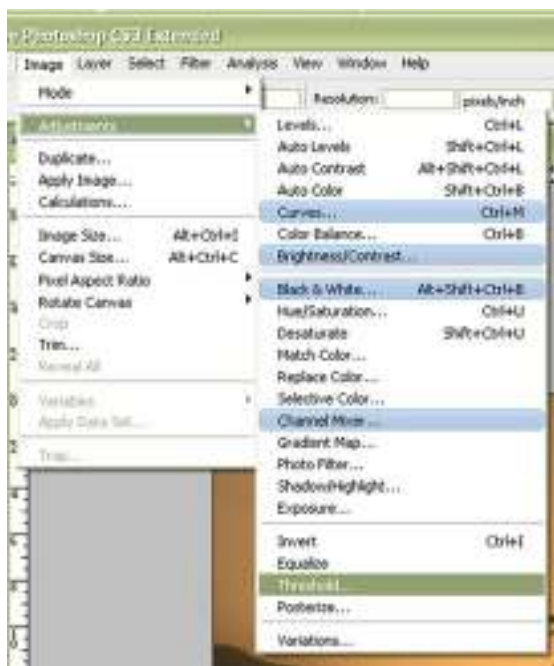 Photoshop CS3 Extended
Image Layer Select Filter Analysis View Window Help
Mode
Adjustments
Duplicate...
Apply Image...
Calculations...
Image Size... Alt+Ctrl+I
Canvas Size... Alt+Ctrl+C
Pixel Aspect Ratio
Rotate Canvas
Crop
Trim...
Reveal All
Variables
Apply Data Set...
Trap...
Resolution: pixels/inch
Levels... Ctrl+L
Auto Levels Shift+Ctrl+L
Auto Contrast Alt+Shift+Ctrl+L
Auto Color Shift+Ctrl+B
Curves... Ctrl+M
Color Balance... Ctrl+B
Brightness/Contrast...
Black & White... Alt+Shift+Ctrl+B
Hue/Saturation... Ctrl+U
Desaturate Shift+Ctrl+U
Match Color...
Replace Color...
Selective Color...
Channel Mixer...
Gradient Map...
Photo Filter...
Shadow/Highlight...
Exposure...
Invert Ctrl+I
Equalize
Threshold...
Posterize...
Variations...